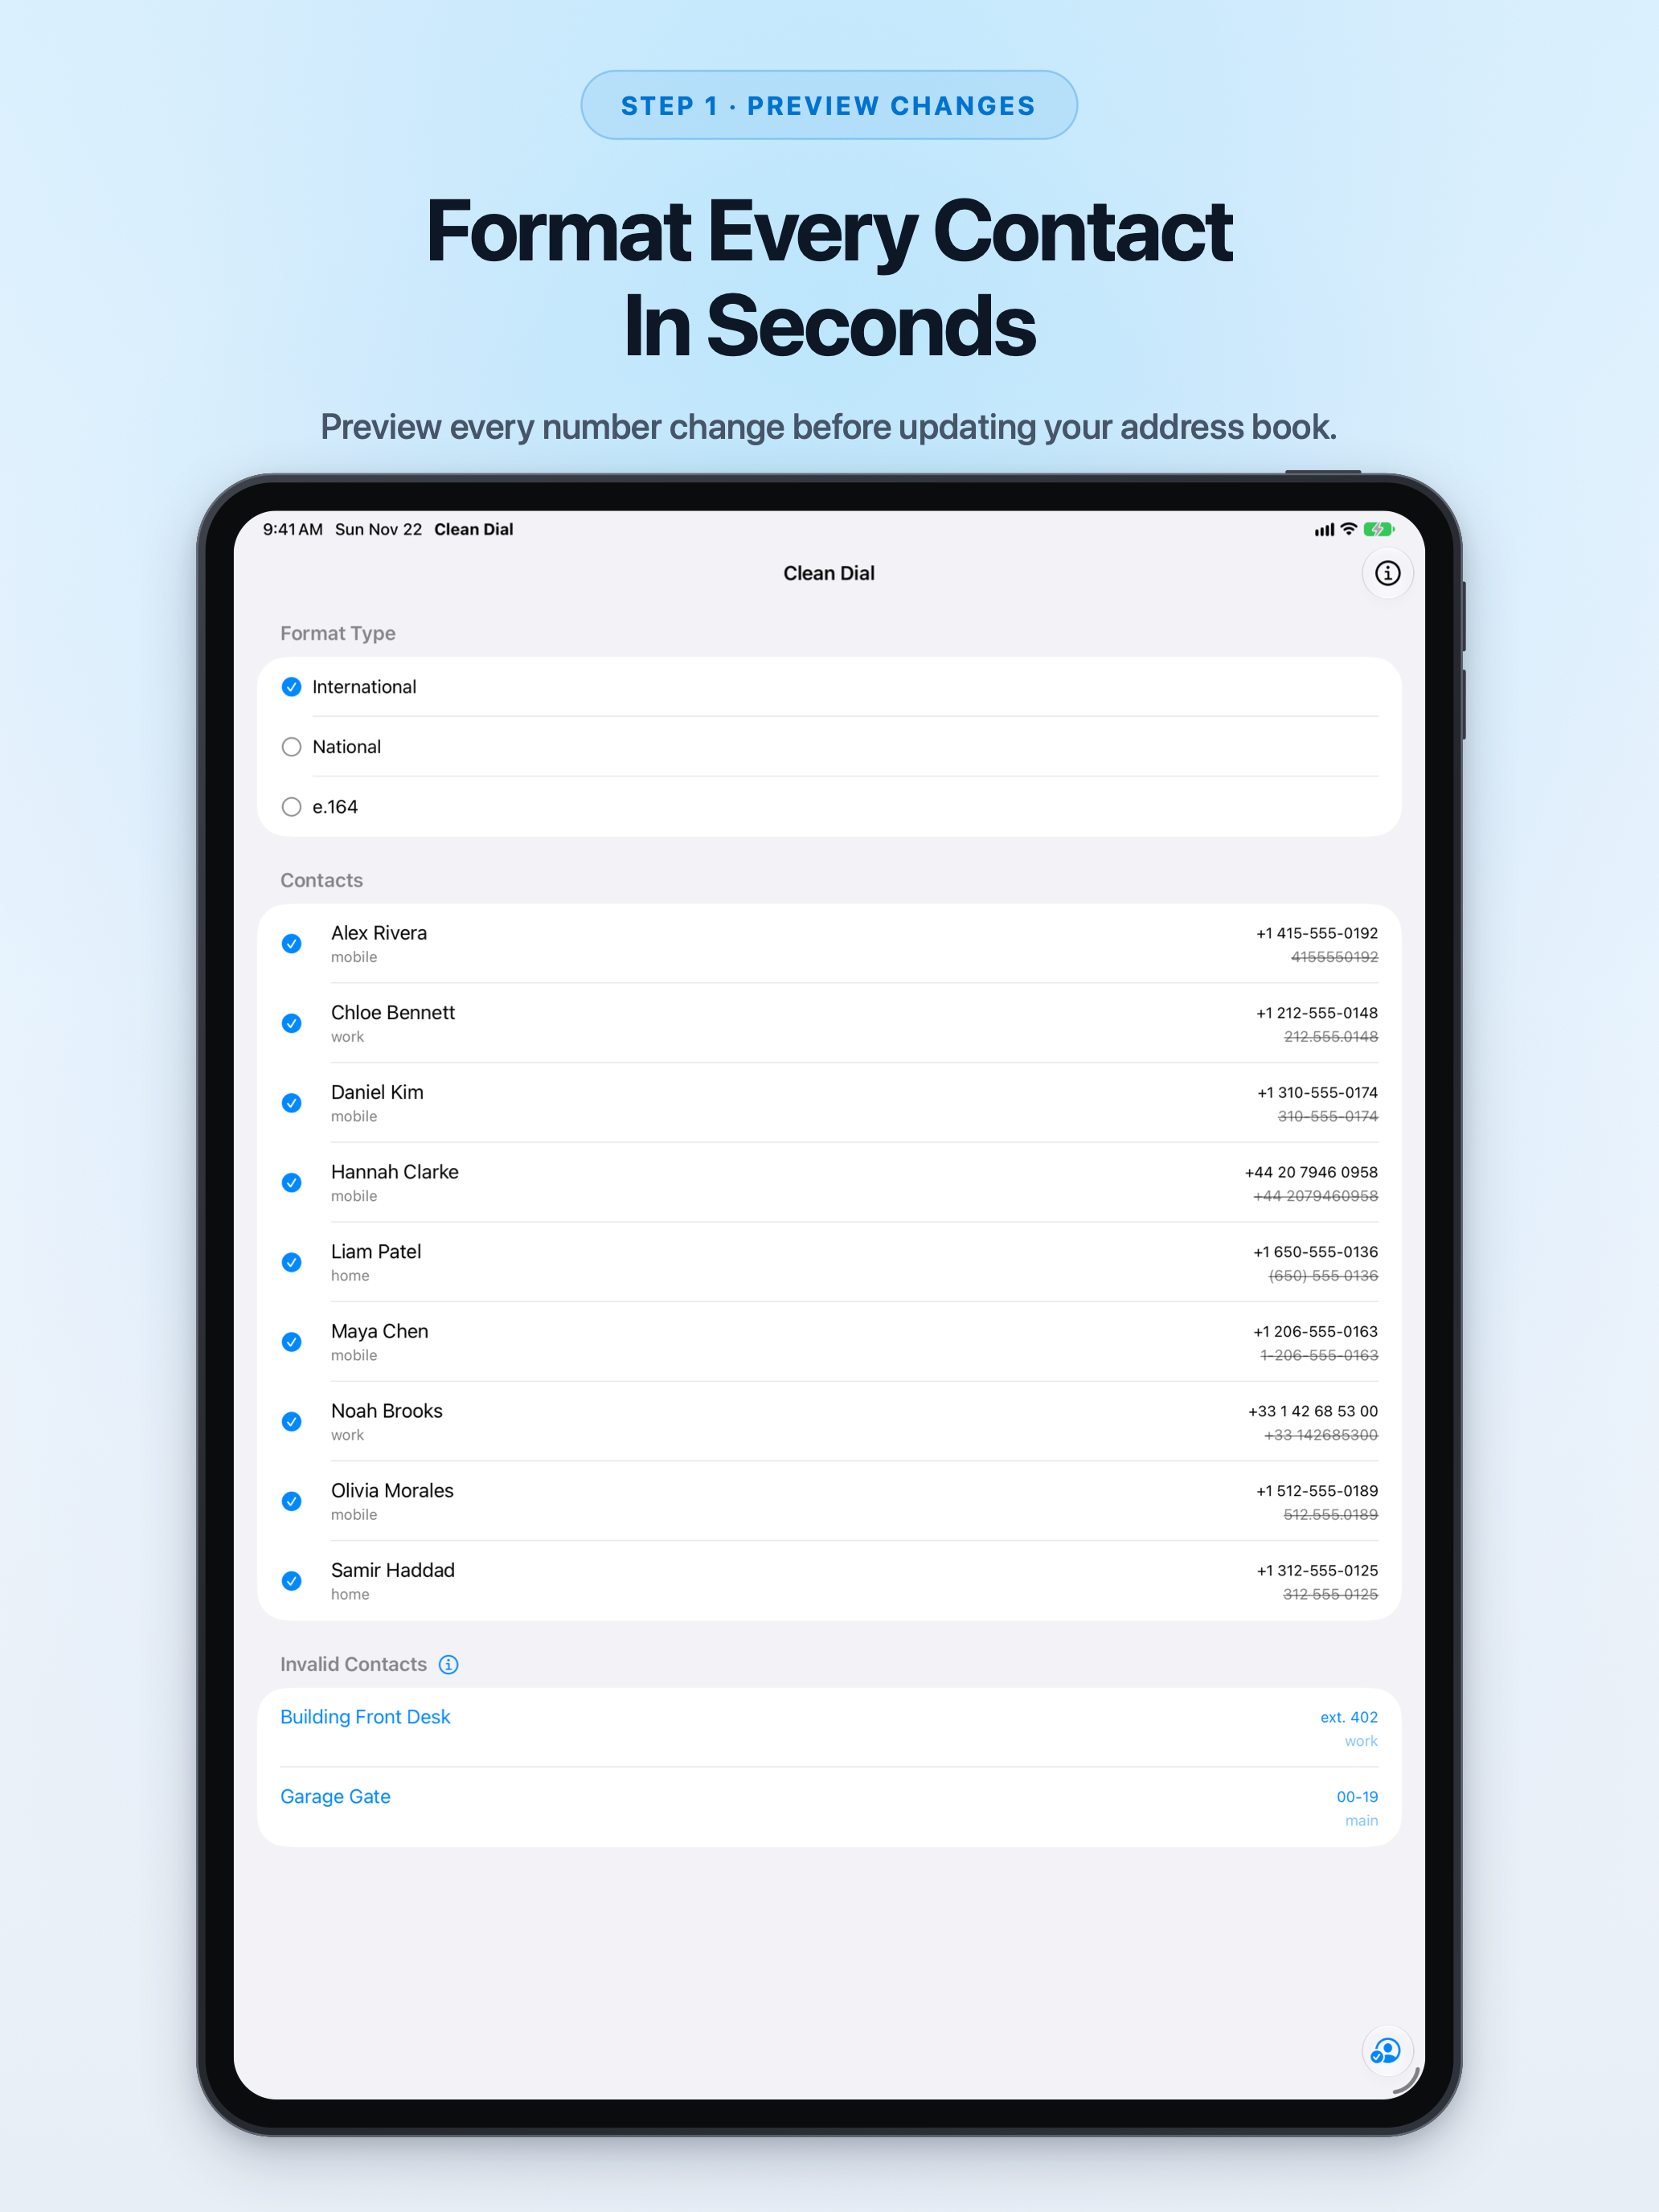 STEP 1 · PREVIEW CHANGES
Format Every Contact
In Seconds
Preview every number change before updating your address book.
9:41 AM Sun Nov 22 Clean Dial
Clean Dial
Format Type
International
National
e.164
Contacts
Alex Rivera +1 415-555-0192
mobile 4155550192
Chloe Bennett +1 212-555-0148
work 212.555.0148
Daniel Kim +1 310-555-0174
mobile 310-555-0174
Hannah Clarke +44 20 7946 0958
mobile +44 2079460958
Liam Patel +1 650-555-0136
home (650) 555 0136
Maya Chen +1 206-555-0163
mobile 1-206-555-0163
Noah Brooks +33 1 42 68 53 00
work +33 142685300
Olivia Morales +1 512-555-0189
mobile 512.555.0189
Samir Haddad +1 312-555-0125
home 312 555 0125
Invalid Contacts
Building Front Desk ext. 402
work
Garage Gate 00-19
main